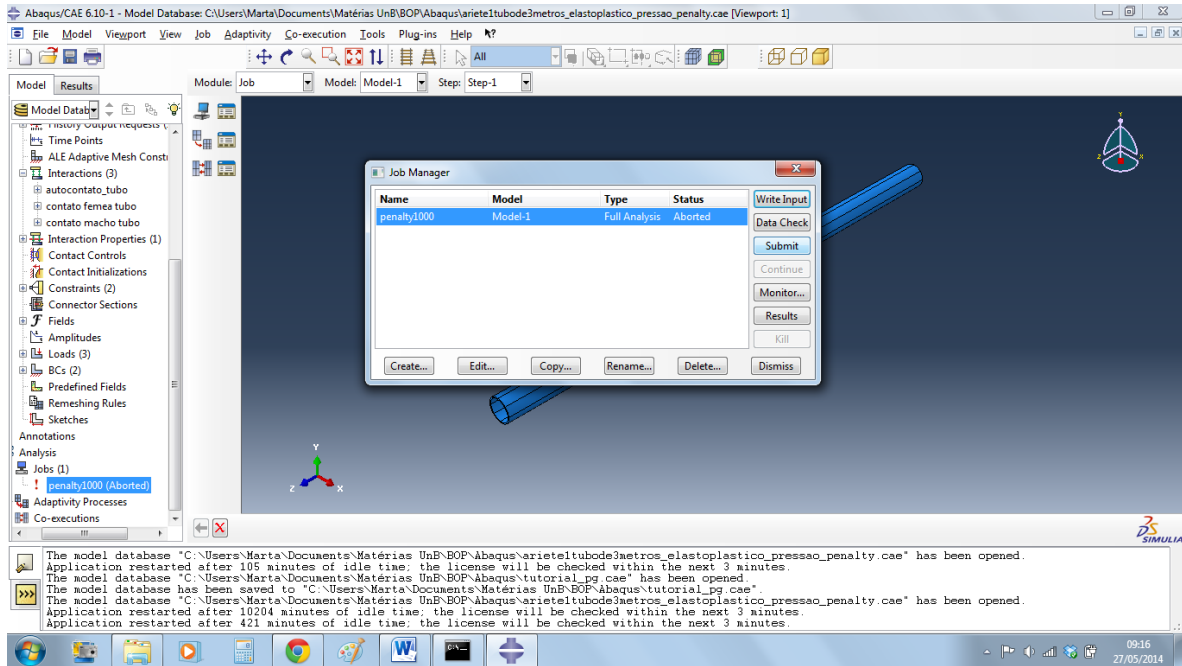 Abaqus/CAE 6.10-1 - Model Database: C:\Users\Marta\Documents\Matérias UnB\BOP\Abaqus\ariete1tubode3metros_elastoplastico_pressao_penalty.cae [Viewport: 1]
File Model Viewport View Job Adaptivity Co-execution Tools Plug-ins Help
All
Model Results
Module: Job Model: Model-1 Step: Step-1
Model Datab
History Output Requests (
Time Points
ALE Adaptive Mesh Constr
Interactions (3)
autocontato_tubo
contato femea tubo
contato macho tubo
Interaction Properties (1)
Contact Controls
Contact Initializations
Constraints (2)
Connector Sections
Fields
Amplitudes
Loads (3)
BCs (2)
Predefined Fields
Remeshing Rules
Sketches
Annotations
Analysis
Jobs (1)
penalty1000 (Aborted)
Adaptivity Processes
Co-executions
Job Manager
Name Model Type Status
penalty1000 Model-1 Full Analysis Aborted
Write Input
Data Check
Submit
Continue
Monitor...
Results
Kill
Create... Edit... Copy... Rename... Delete... Dismiss
Y
Z X
Y
Z X
SIMULIA
The model database "C:\Users\Marta\Documents\Matérias UnB\BOP\Abaqus\ariete1tubode3metros_elastoplastico_pressao_penalty.cae" has been opened.
Application restarted after 105 minutes of idle time; the license will be checked within the next 3 minutes.
The model database "C:\Users\Marta\Documents\Matérias UnB\BOP\Abaqus\tutorial_pg.cae" has been opened.
The model database has been saved to "C:\Users\Marta\Documents\Matérias UnB\BOP\Abaqus\tutorial_pg.cae".
The model database "C:\Users\Marta\Documents\Matérias UnB\BOP\Abaqus\ariete1tubode3metros_elastoplastico_pressao_penalty.cae" has been opened.
Application restarted after 10204 minutes of idle time; the license will be checked within the next 3 minutes.
Application restarted after 421 minutes of idle time; the license will be checked within the next 3 minutes.
09:16
27/05/2014